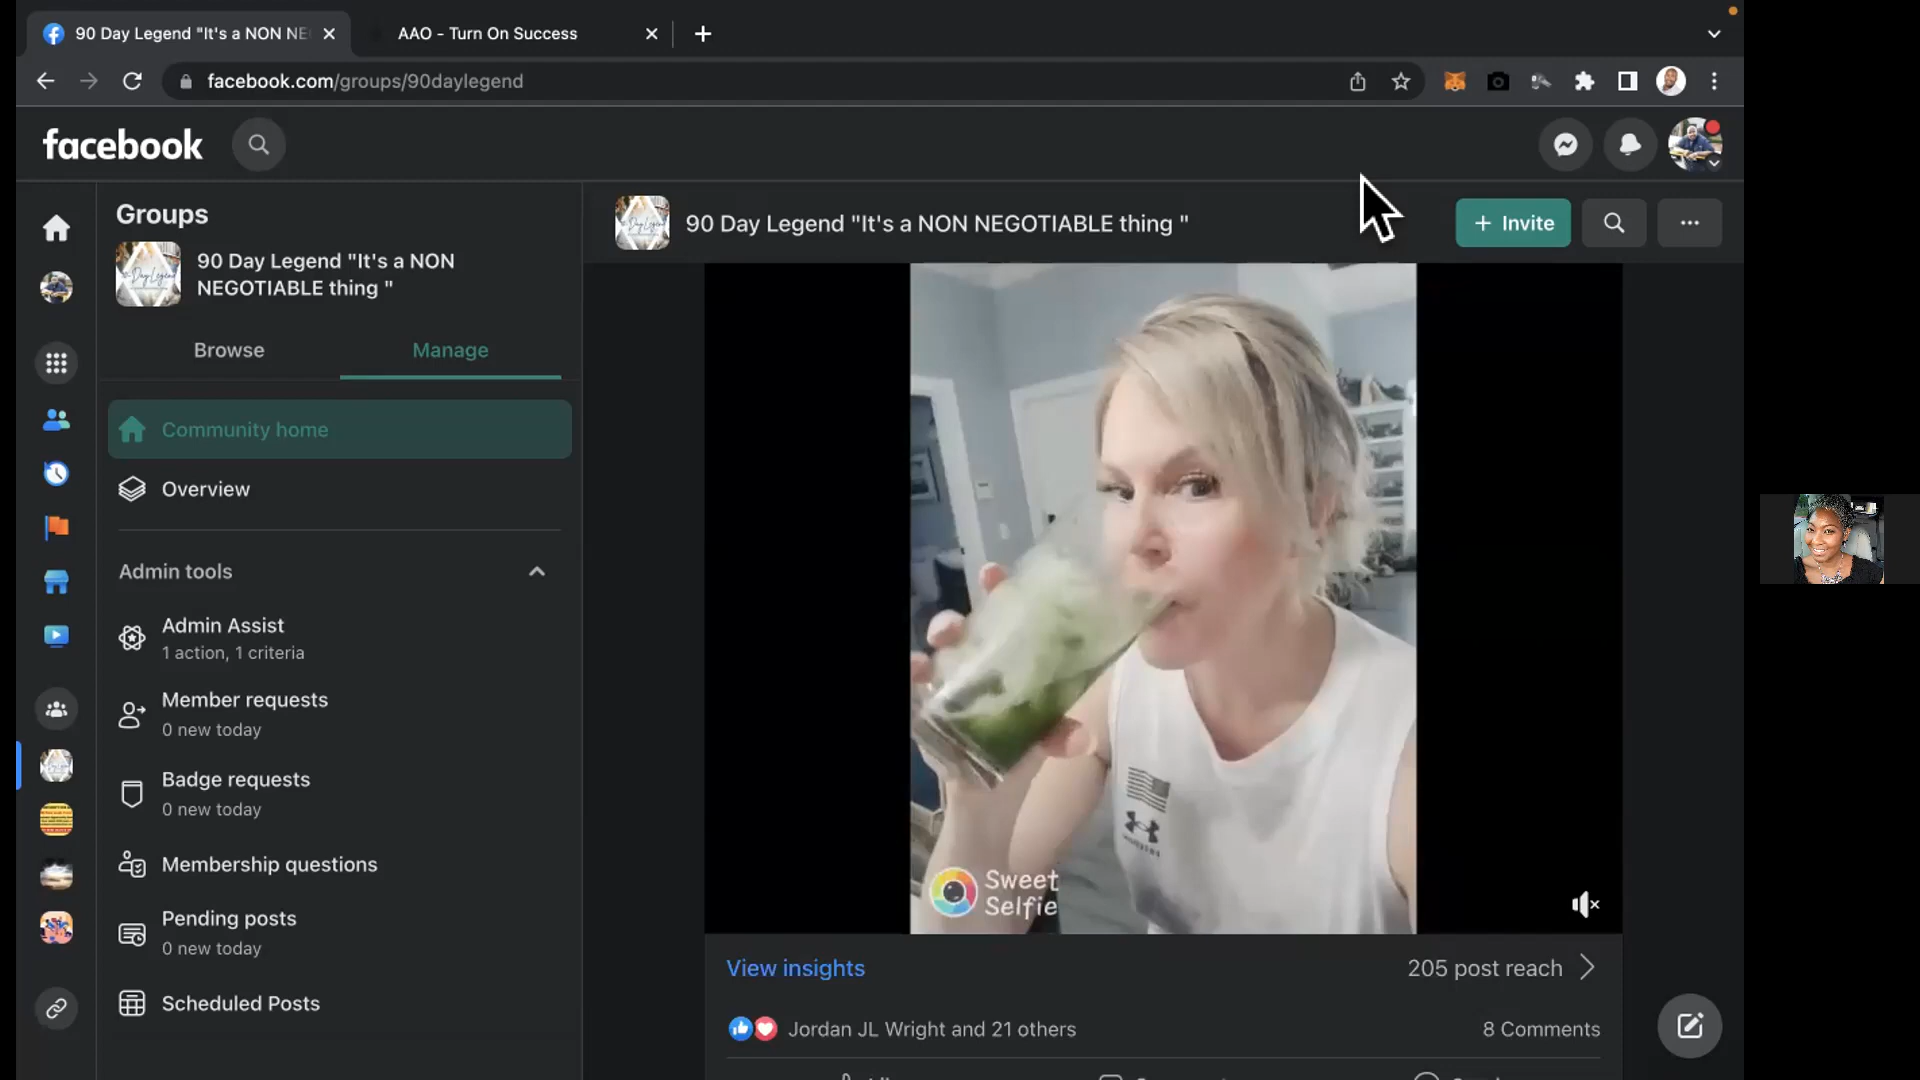 90 Day Legend "It's a NON NE
AAO - Turn On Success
facebook.com/groups/90daylegend
facebook
Groups
90 Day Legend "It's a NON
NEGOTIABLE thing "
Browse
Manage
Community home
Overview
Admin tools
Admin Assist
1 action, 1 criteria
Member requests
0 new today
Badge requests
0 new today
Membership questions
Pending posts
0 new today
Scheduled Posts
90 Day Legend "It's a NON NEGOTIABLE thing "
+ Invite
Sweet
Selfie
View insights
205 post reach
Jordan JL Wright and 21 others
8 Comments